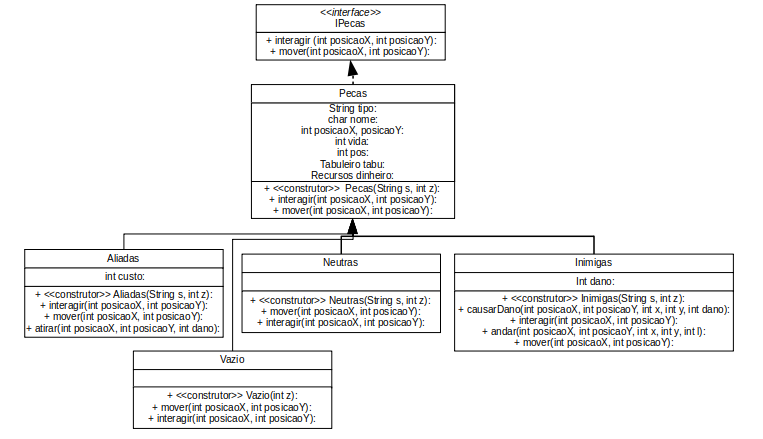 <<interface>>
IPecas
+ interagir (int posicaoX, int posicaoY):
+ mover(int posicaoX, int posicaoY):
Pecas
String tipo:
char nome:
int posicaoX, posicaoY:
int vida:
int pos:
Tabuleiro tabu:
Recursos dinheiro:
+ <<construtor>> Pecas(String s, int z):
+ interagir(int posicaoX, int posicaoY):
+ mover(int posicaoX, int posicaoY):
Aliadas
int custo:
+ <<construtor>> Aliadas(String s, int z):
+ interagir(int posicaoX, int posicaoY):
+ mover(int posicaoX, int posicaoY):
+ atirar(int posicaoX, int posicaoY, int dano):
Neutras
+ <<construtor>> Neutras(String s, int z):
+ mover(int posicaoX, int posicaoY):
+ interagir(int posicaoX, int posicaoY):
Inimigas
Int dano:
+ <<construtor>> Inimigas(String s, int z):
+ causarDano(int posicaoX, int posicaoY, int x, int y, int dano):
+ interagir(int posicaoX, int posicaoY):
+ andar(int posicaoX, int posicaoY, int x, int y, int l):
+ mover(int posicaoX, int posicaoY):
Vazio
+ <<construtor>> Vazio(int z):
+ mover(int posicaoX, int posicaoY):
+ interagir(int posicaoX, int posicaoY):